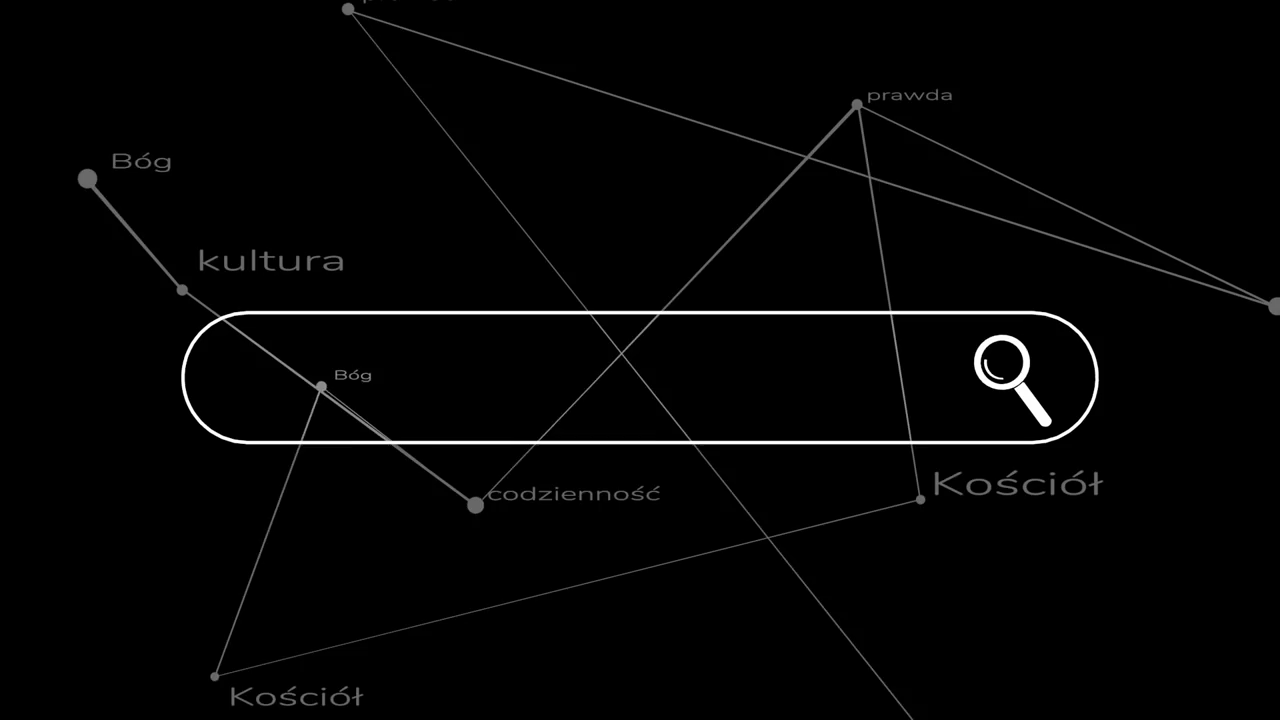 prawda
Bóg
kultura
Bóg
codzienność
Kościół
Kościół